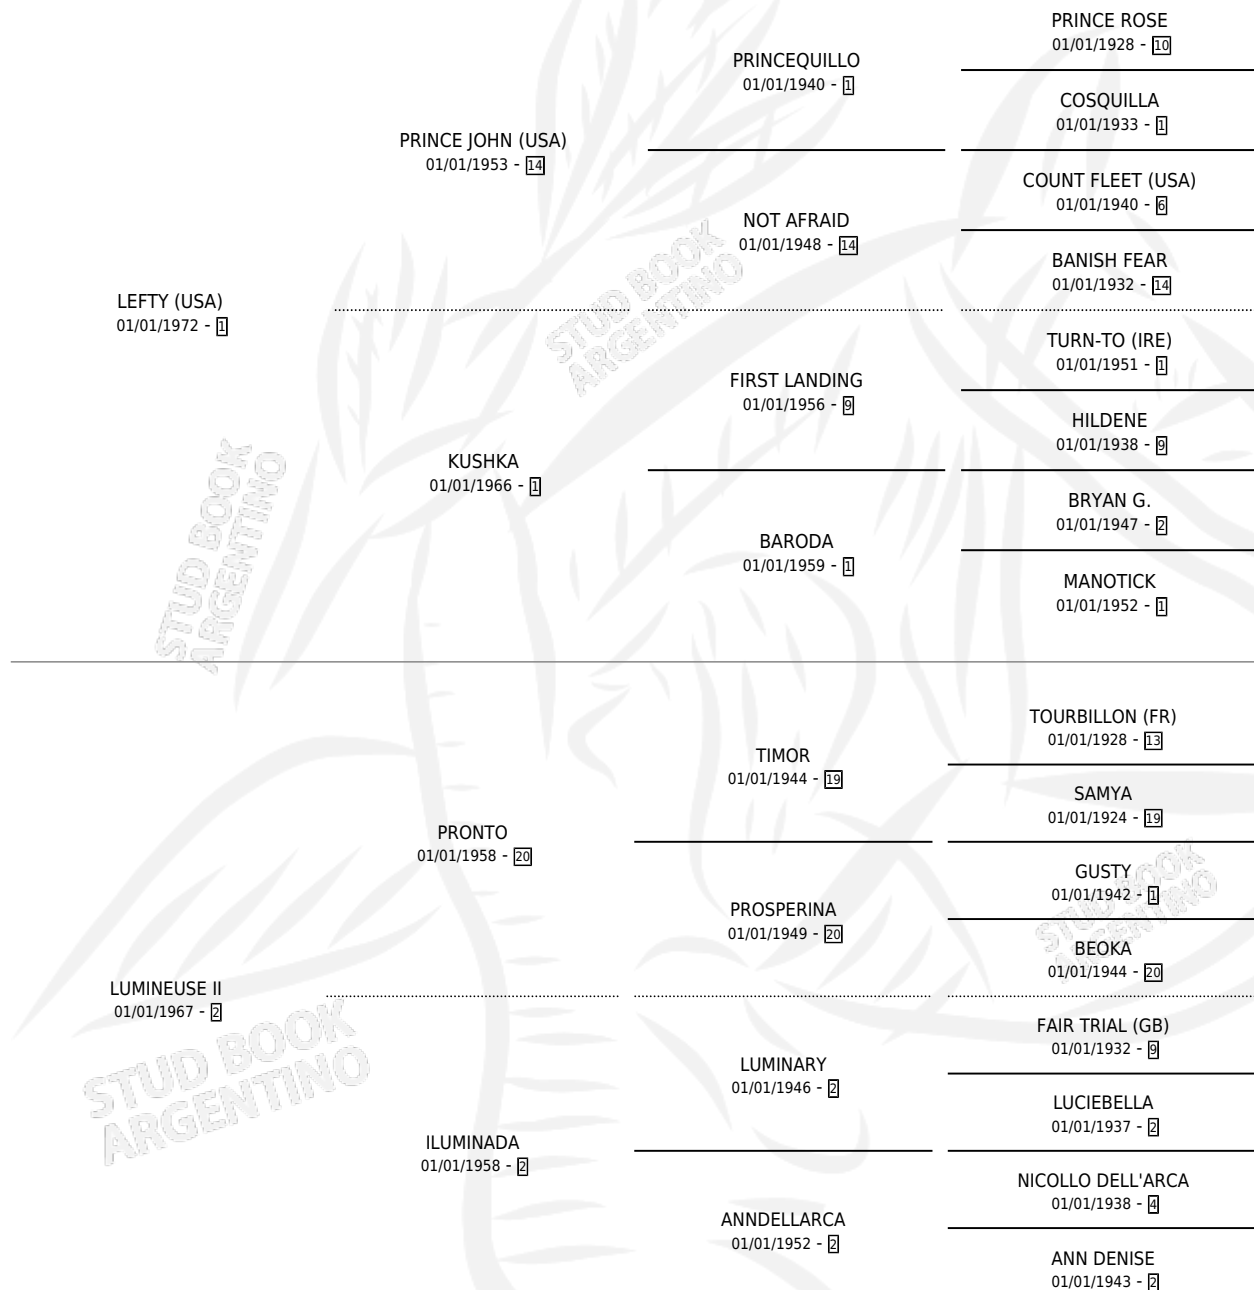 PRINCE ROSE
01/01/1928 - 10
PRINCEQUILLO
01/01/1940 - 1
COSQUILLA
01/01/1933 - 1
PRINCE JOHN (USA)
01/01/1953 - 14
COUNT FLEET (USA)
01/01/1940 - 6
NOT AFRAID
01/01/1948 - 14
BANISH FEAR
01/01/1932 - 14
LEFTY (USA)
01/01/1972 - 1
TURN-TO (IRE)
01/01/1951 - 1
FIRST LANDING
01/01/1956 - 9
HILDENE
01/01/1938 - 9
KUSHKA
01/01/1966 - 1
BRYAN G.
01/01/1947 - 2
BARODA
01/01/1959 - 1
MANOTICK
01/01/1952 - 1
STUD BOOK
ARGENTINO
STUD BOOK
ARGENTINO
TOURBILLON (FR)
01/01/1928 - 13
TIMOR
01/01/1944 - 19
SAMYA
01/01/1924 - 19
PRONTO
01/01/1958 - 20
GUSTY
01/01/1942 - 1
PROSPERINA
01/01/1949 - 20
BEOKA
01/01/1944 - 20
STUD BOOK
ARGENTINO
LUMINEUSE II
01/01/1967 - 2
FAIR TRIAL (GB)
01/01/1932 - 9
LUMINARY
01/01/1946 - 2
LUCIEBELLA
01/01/1937 - 2
STUD BOOK
ARGENTINO
ILUMINADA
01/01/1958 - 2
NICOLLO DELL'ARCA
01/01/1938 - 4
ANNDELLARCA
01/01/1952 - 2
ANN DENISE
01/01/1943 - 2